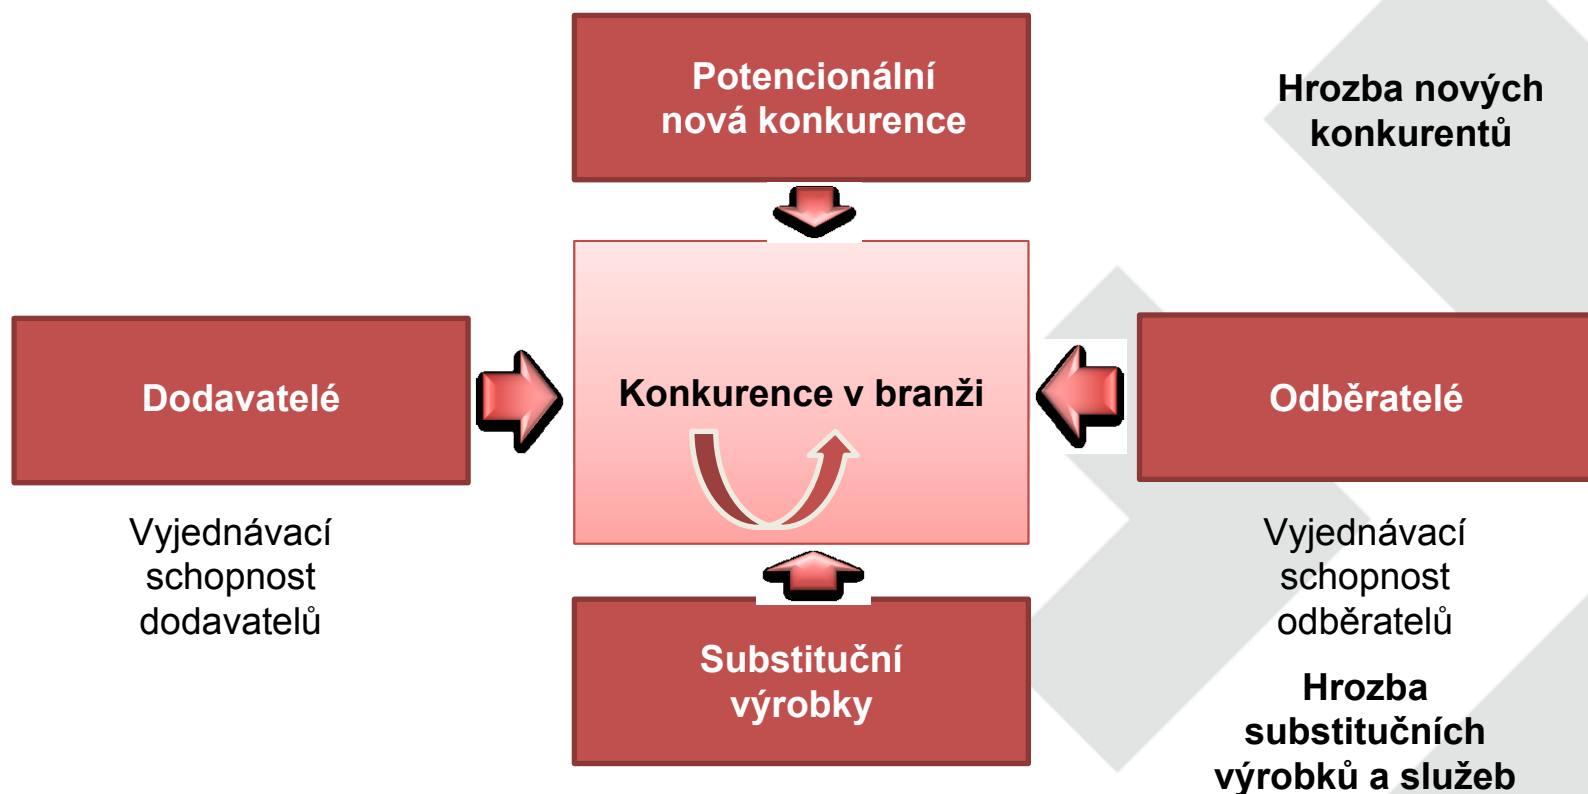 Potencionální
nová konkurence
Hrozba nových
konkurentů
Dodavatelé
Konkurence v branži
Odběratelé
Vyjednávací
schopnost
dodavatelů
Vyjednávací
schopnost
odběratelů
Substituční
výrobky
Hrozba
substitučních
výrobků a služeb